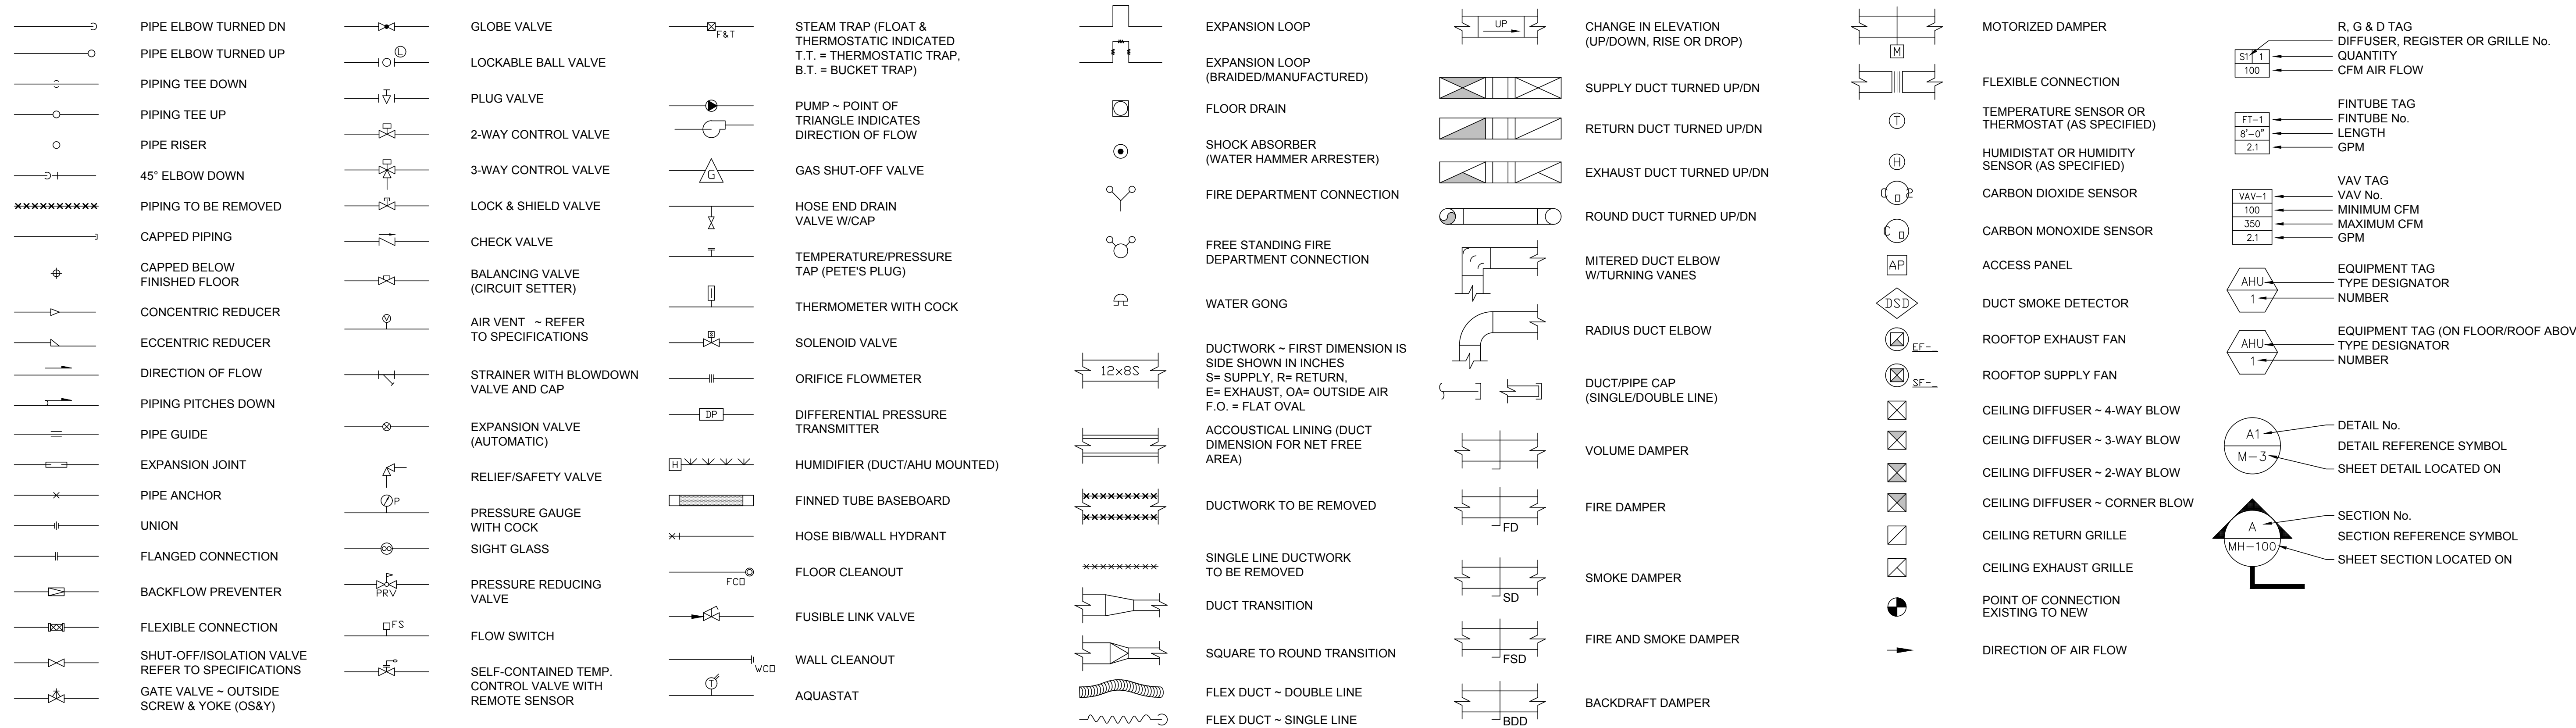 PIPE ELBOW TURNED DN
PIPE ELBOW TURNED UP
PIPING TEE DOWN
PIPING TEE UP
PIPE RISER
45° ELBOW DOWN
PIPING TO BE REMOVED
CAPPED PIPING
CAPPED BELOW
FINISHED FLOOR
CONCENTRIC REDUCER
ECCENTRIC REDUCER
DIRECTION OF FLOW
PIPING PITCHES DOWN
PIPE GUIDE
EXPANSION JOINT
PIPE ANCHOR
UNION
FLANGED CONNECTION
BACKFLOW PREVENTER
FLEXIBLE CONNECTION
SHUT-OFF/ISOLATION VALVE
REFER TO SPECIFICATIONS
GATE VALVE ~ OUTSIDE
SCREW & YOKE (OS&Y)
GLOBE VALVE
L
LOCKABLE BALL VALVE
PLUG VALVE
2-WAY CONTROL VALVE
3-WAY CONTROL VALVE
LOCK & SHIELD VALVE
CHECK VALVE
BALANCING VALVE
(CIRCUIT SETTER)
V
AIR VENT ~ REFER
TO SPECIFICATIONS
STRAINER WITH BLOWDOWN
VALVE AND CAP
EXPANSION VALVE
(AUTOMATIC)
RELIEF/SAFETY VALVE
P
PRESSURE GAUGE
WITH COCK
SIGHT GLASS
PRV
PRESSURE REDUCING
VALVE
FS
FLOW SWITCH
SELF-CONTAINED TEMP.
CONTROL VALVE WITH
REMOTE SENSOR
F&T
STEAM TRAP (FLOAT &
THERMOSTATIC INDICATED
T.T. = THERMOSTATIC TRAP,
B.T. = BUCKET TRAP)
PUMP ~ POINT OF
TRIANGLE INDICATES
DIRECTION OF FLOW
G
GAS SHUT-OFF VALVE
HOSE END DRAIN
VALVE W/CAP
TEMPERATURE/PRESSURE
TAP (PETE'S PLUG)
THERMOMETER WITH COCK
S
SOLENOID VALVE
ORIFICE FLOWMETER
DP
DIFFERENTIAL PRESSURE
TRANSMITTER
H
HUMIDIFIER (DUCT/AHU MOUNTED)
FINNED TUBE BASEBOARD
HOSE BIB/WALL HYDRANT
FCO
FLOOR CLEANOUT
FUSIBLE LINK VALVE
WCO
WALL CLEANOUT
T
AQUASTAT
EXPANSION LOOP
EXPANSION LOOP
(BRAIDED/MANUFACTURED)
FLOOR DRAIN
SHOCK ABSORBER
(WATER HAMMER ARRESTER)
FIRE DEPARTMENT CONNECTION
FREE STANDING FIRE
DEPARTMENT CONNECTION
WATER GONG
12x8S
DUCTWORK ~ FIRST DIMENSION IS
SIDE SHOWN IN INCHES
S= SUPPLY, R= RETURN,
E= EXHAUST, OA= OUTSIDE AIR
F.O. = FLAT OVAL
ACCOUSTICAL LINING (DUCT
DIMENSION FOR NET FREE
AREA)
DUCTWORK TO BE REMOVED
SINGLE LINE DUCTWORK
TO BE REMOVED
DUCT TRANSITION
SQUARE TO ROUND TRANSITION
FLEX DUCT ~ DOUBLE LINE
FLEX DUCT ~ SINGLE LINE
UP
CHANGE IN ELEVATION
(UP/DOWN, RISE OR DROP)
SUPPLY DUCT TURNED UP/DN
RETURN DUCT TURNED UP/DN
EXHAUST DUCT TURNED UP/DN
ROUND DUCT TURNED UP/DN
MITERED DUCT ELBOW
W/TURNING VANES
RADIUS DUCT ELBOW
DUCT/PIPE CAP
(SINGLE/DOUBLE LINE)
VOLUME DAMPER
FD
FIRE DAMPER
SD
SMOKE DAMPER
FSD
FIRE AND SMOKE DAMPER
BDD
BACKDRAFT DAMPER
M
MOTORIZED DAMPER
FLEXIBLE CONNECTION
T
TEMPERATURE SENSOR OR
THERMOSTAT (AS SPECIFIED)
H
HUMIDISTAT OR HUMIDITY
SENSOR (AS SPECIFIED)
C O 2
CARBON DIOXIDE SENSOR
C O
CARBON MONOXIDE SENSOR
AP
ACCESS PANEL
DSD
DUCT SMOKE DETECTOR
EF-_
ROOFTOP EXHAUST FAN
SF-_
ROOFTOP SUPPLY FAN
CEILING DIFFUSER ~ 4-WAY BLOW
CEILING DIFFUSER ~ 3-WAY BLOW
CEILING DIFFUSER ~ 2-WAY BLOW
CEILING DIFFUSER ~ CORNER BLOW
CEILING RETURN GRILLE
CEILING EXHAUST GRILLE
POINT OF CONNECTION
EXISTING TO NEW
DIRECTION OF AIR FLOW
R, G & D TAG
DIFFUSER, REGISTER OR GRILLE No.
S1 1 QUANTITY
100 CFM AIR FLOW
FINTUBE TAG
FT-1 FINTUBE No.
8'-0" LENGTH
2.1 GPM
VAV TAG
VAV-1 VAV No.
100 MINIMUM CFM
350 MAXIMUM CFM
2.1 GPM
EQUIPMENT TAG
AHU TYPE DESIGNATOR
1 NUMBER
EQUIPMENT TAG (ON FLOOR/ROOF ABOV
AHU TYPE DESIGNATOR
1 NUMBER
A1 DETAIL No.
DETAIL REFERENCE SYMBOL
M-3 SHEET DETAIL LOCATED ON
A SECTION No.
SECTION REFERENCE SYMBOL
MH-100 SHEET SECTION LOCATED ON